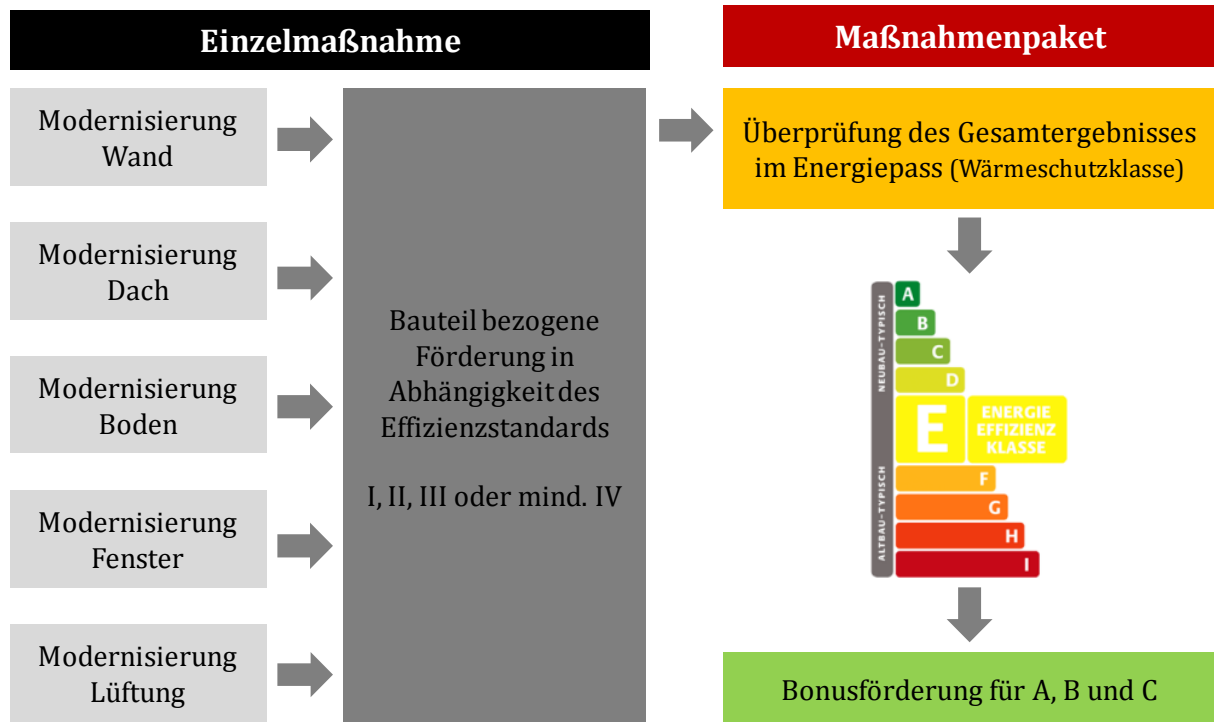 Einzelmaßnahme
Modernisierung
Wand
Modernisierung
Dach
Modernisierung
Boden
Modernisierung
Fenster
Modernisierung
Lüftung
Bauteil bezogene
Förderung in
Abhängigkeit des
Effizienzstandards
I, II, III oder mind. IV
Maßnahmenpaket
Überprüfung des Gesamtergebnisses
im Energiepass (Wärmeschutzklasse)
NEUBAU-TYPISCH
ALTBAU-TYPISCH
A
B
C
D
E
ENERGIE
EFFIZIENZ
KLASSE
F
G
H
I
Bonusförderung für A, B und C